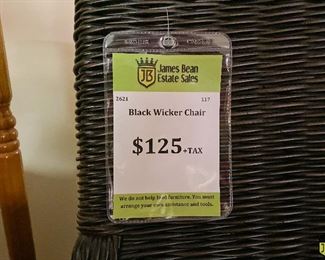 James Bean
Estate Sales
JB
2621 117
Black Wicker Chair
$125+TAX
We do not help load furniture. You must
arrange your own assistance and tools.